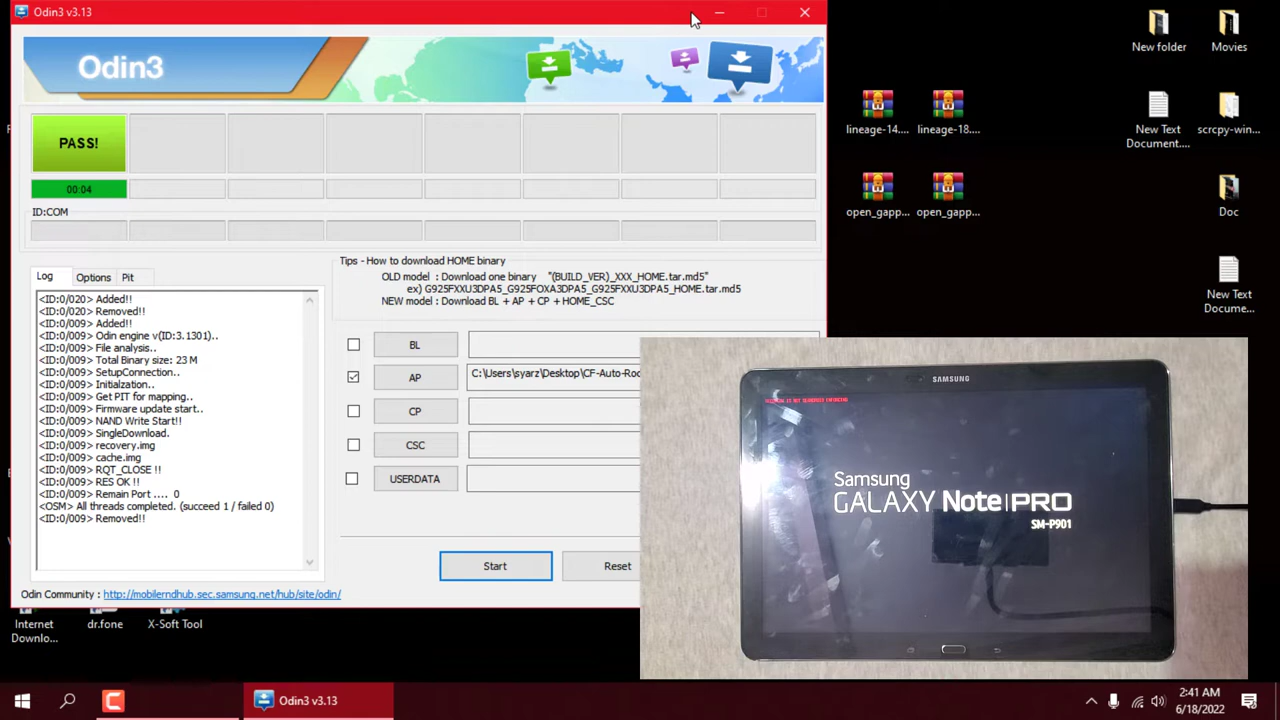 Odin3 v3.13
Odin3
PASS!
00:04
ID:COM
Log
Options
Pit
<ID:0/020> Added!!
<ID:0/020> Removed!!
<ID:0/009> Added!!
<ID:0/009> Odin engine v(ID:3.1301)..
<ID:0/009> File analysis..
<ID:0/009> Total Binary size: 23 M
<ID:0/009> SetupConnection..
<ID:0/009> Initialzation..
<ID:0/009> Get PIT for mapping..
<ID:0/009> Firmware update start..
<ID:0/009> NAND Write Start!!
<ID:0/009> SingleDownload.
<ID:0/009> recovery.img
<ID:0/009> cache.img
<ID:0/009> RQT_CLOSE !!
<ID:0/009> RES OK !!
<ID:0/009> Remain Port .... 0
<OSM> All threads completed. (succeed 1 / failed 0)
<ID:0/009> Removed!!
Tips - How to download HOME binary
OLD model : Download one binary "(BUILD_VER)_XXX_HOME.tar.md5"
ex) G925FXXU3DPA5_G925FOXA3DPA5_G925FXXU3DPA5_HOME.tar.md5
NEW model : Download BL + AP + CP + HOME_CSC
BL
AP
C:\Users\syarz\Desktop\CF-Auto-Roo
CP
CSC
USERDATA
Start
Reset
Odin Community : http://mobilerndhub.sec.samsung.net/hub/site/odin/
New folder
Movies
lineage-14....
lineage-18....
New Text
Document....
scrcpy-win...
open_gapp...
open_gapp...
Doc
New Text
Docume...
SAMSUNG
Samsung
GALAXY Note PRO
SM-P901
Internet
Downlo...
dr.fone
X-Soft Tool
Odin3 v3.13
2:41 AM
6/18/2022